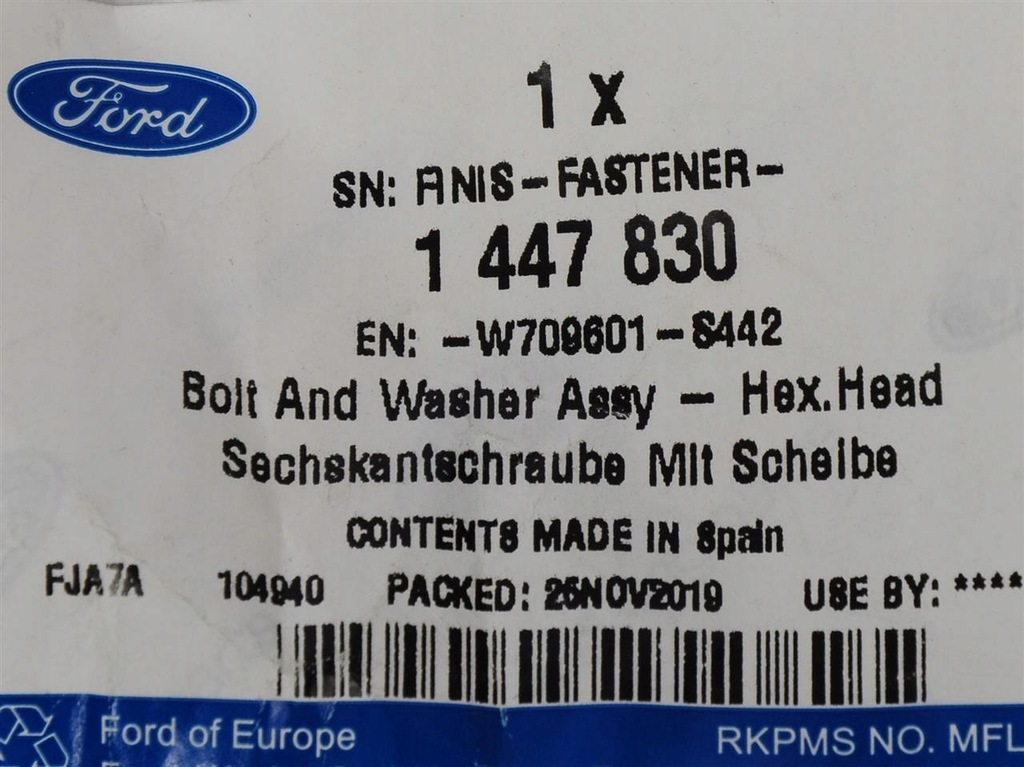 Ford
1 X
SN: FINIS-FASTENER-
1 447 830
EN: -W709601-S442
Bolt And Washer Assy - Hex.Head
Sechskantschraube Mit Scheibe
CONTENTS MADE IN Spain
FJA7A 104940 PACKED: 25NOV2019 USE BY: ****
Ford of Europe RKPMS NO. MFL